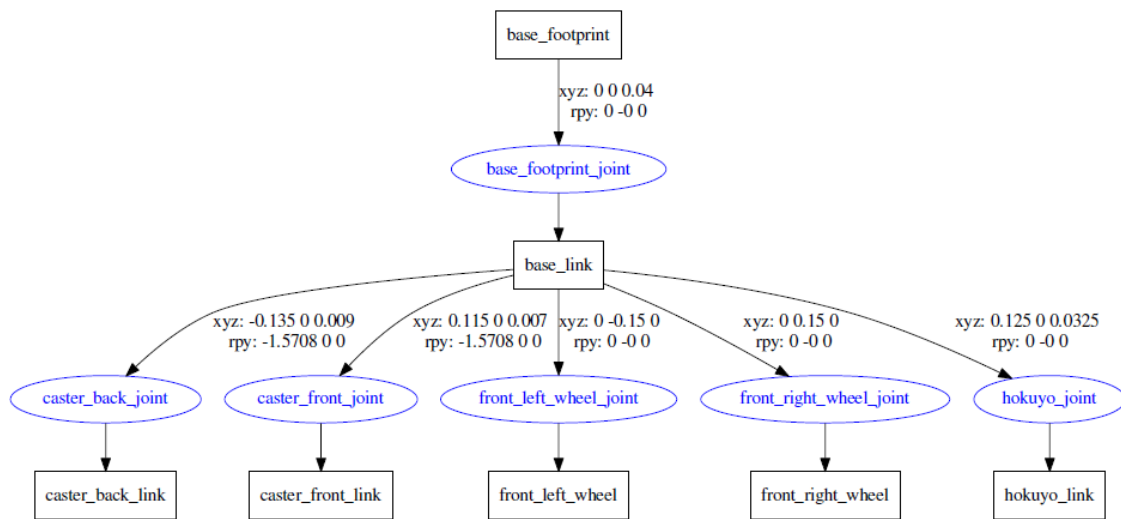 base_footprint
xyz: 0 0 0.04
rpy: 0 -0 0
base_footprint_joint
base_link
xyz: -0.135 0 0.009
rpy: -1.5708 0 0
xyz: 0.115 0 0.007
rpy: -1.5708 0 0
xyz: 0 -0.15 0
rpy: 0 -0 0
xyz: 0 0.15 0
rpy: 0 -0 0
xyz: 0.125 0 0.0325
rpy: 0 -0 0
caster_back_joint
caster_front_joint
front_left_wheel_joint
front_right_wheel_joint
hokuyo_joint
caster_back_link
caster_front_link
front_left_wheel
front_right_wheel
hokuyo_link